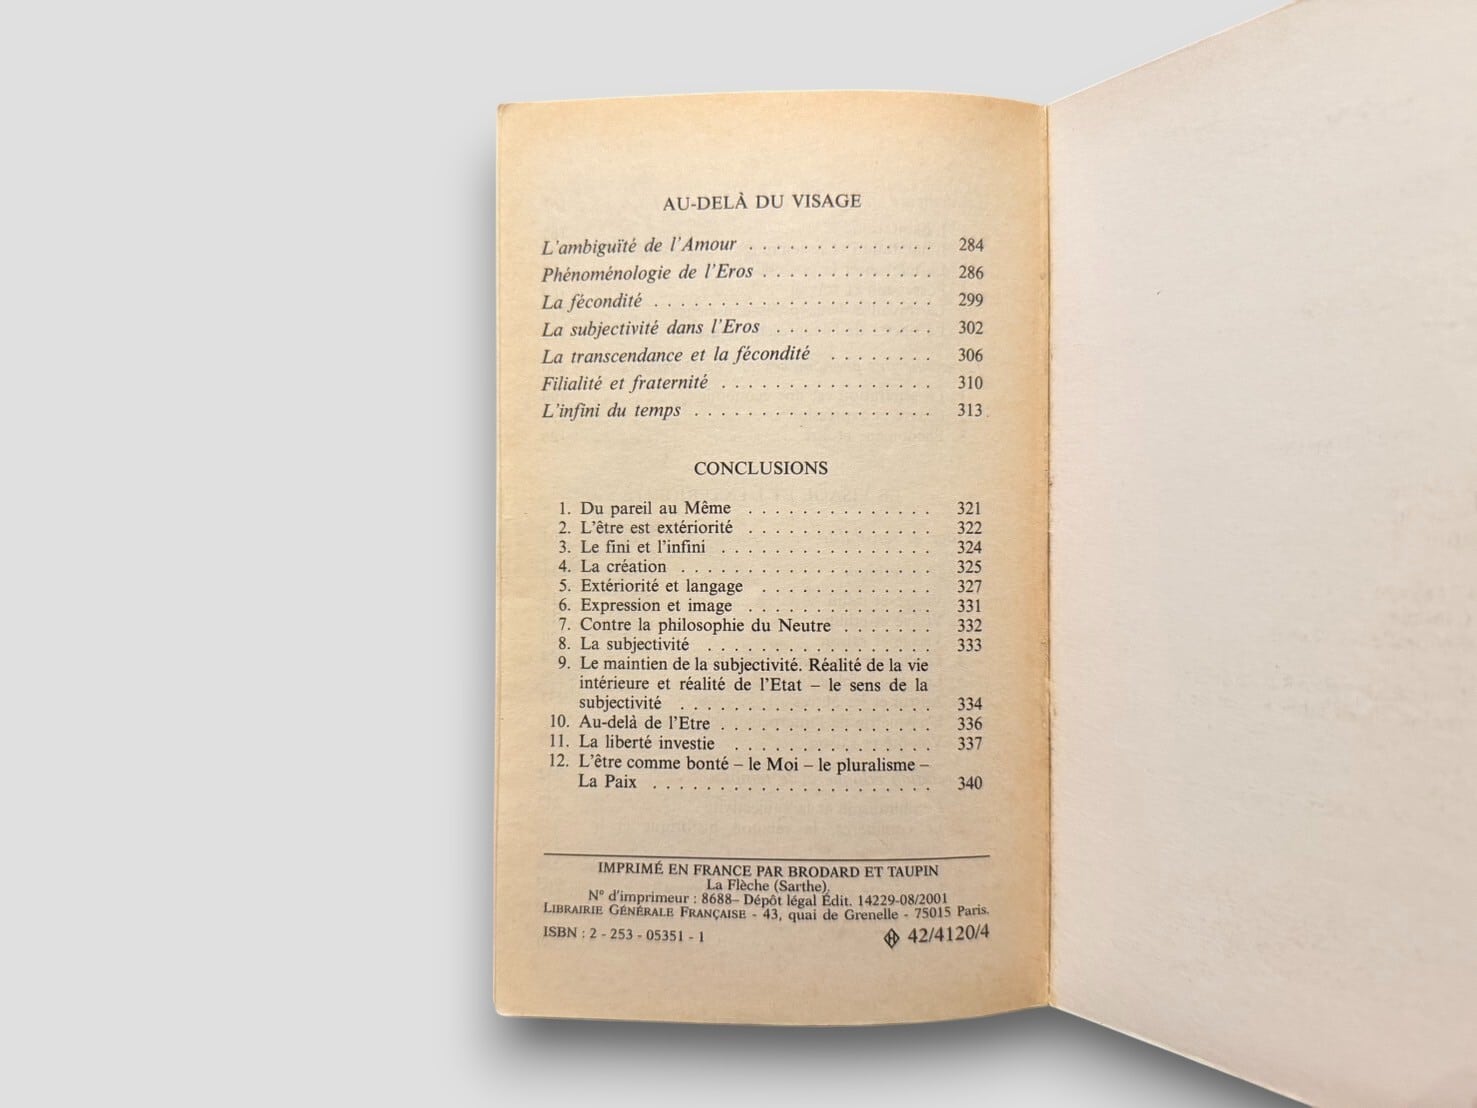 AU-DELÀ DU VISAGE
L'ambiguïté de l'Amour . . . . . . . . . . . . . . 284
Phénoménologie de l'Eros . . . . . . . . . . . . . 286
La fécondité . . . . . . . . . . . . . . . . . . . . . 299
La subjectivité dans l'Eros . . . . . . . . . . . . 302
La transcendance et la fécondité . . . . . . . . 306
Filialité et fraternité . . . . . . . . . . . . . . . . 310
L'infini du temps . . . . . . . . . . . . . . . . . . 313
CONCLUSIONS
1. Du pareil au Même . . . . . . . . . . . . . . 321
2. L'être est extériorité . . . . . . . . . . . . . . 322
3. Le fini et l'infini . . . . . . . . . . . . . . . . 324
4. La création . . . . . . . . . . . . . . . . . . . 325
5. Extériorité et langage . . . . . . . . . . . . . 327
6. Expression et image . . . . . . . . . . . . . . 331
7. Contre la philosophie du Neutre . . . . . . . 332
8. La subjectivité . . . . . . . . . . . . . . . . . 333
9. Le maintien de la subjectivité. Réalité de la vie
intérieure et réalité de l'Etat – le sens de la
subjectivité . . . . . . . . . . . . . . . . . . . 334
10. Au-delà de l'Etre . . . . . . . . . . . . . . . . 336
11. La liberté investie . . . . . . . . . . . . . . . 337
12. L'être comme bonté – le Moi – le pluralisme –
La Paix . . . . . . . . . . . . . . . . . . . . . 340
IMPRIMÉ EN FRANCE PAR BRODARD ET TAUPIN
La Flèche (Sarthe).
N° d'imprimeur : 8688– Dépôt légal Édit. 14229-08/2001
LIBRAIRIE GÉNÉRALE FRANÇAISE - 43, quai de Grenelle - 75015 Paris.
ISBN : 2 - 253 - 05351 - 1 42/4120/4